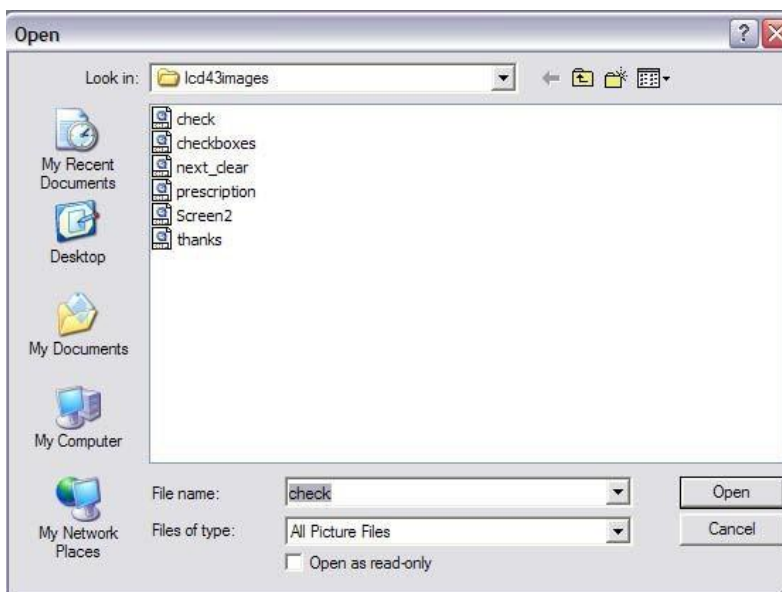 Open
Look in: lcd43images
My Recent
Documents
Desktop
My Documents
My Computer
My Network
Places
check
checkboxes
next_clear
prescription
Screen2
thanks
File name: check
Open
Files of type: All Picture Files
Cancel
Open as read-only